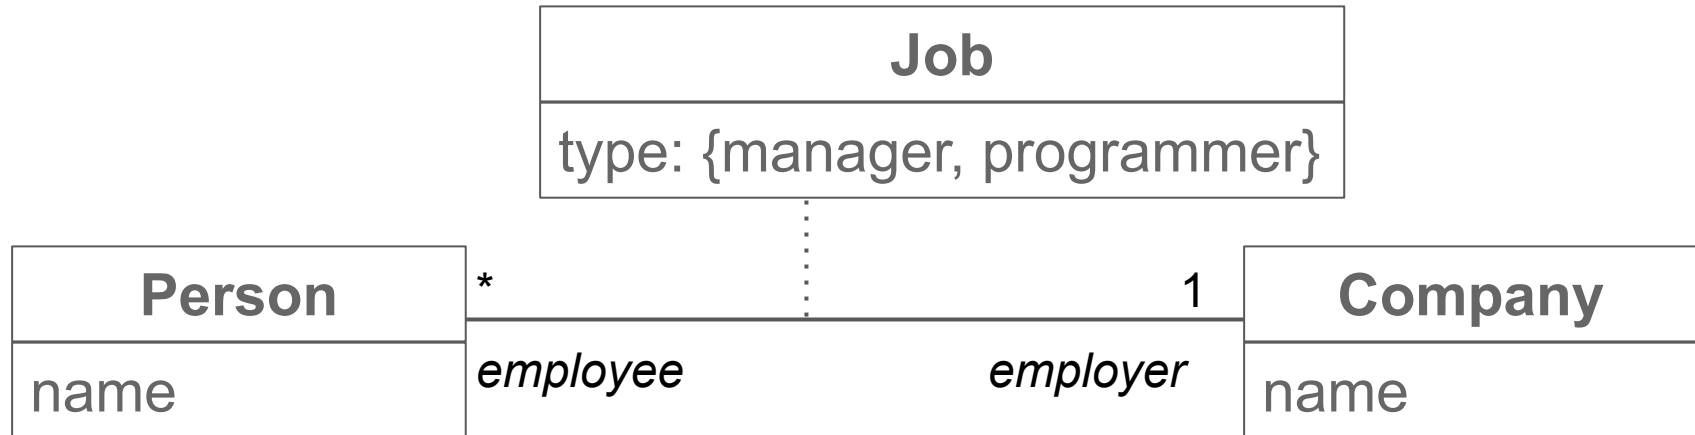 Job
type: {manager, programmer}
Person
*
1
Company
name
employee
employer
name